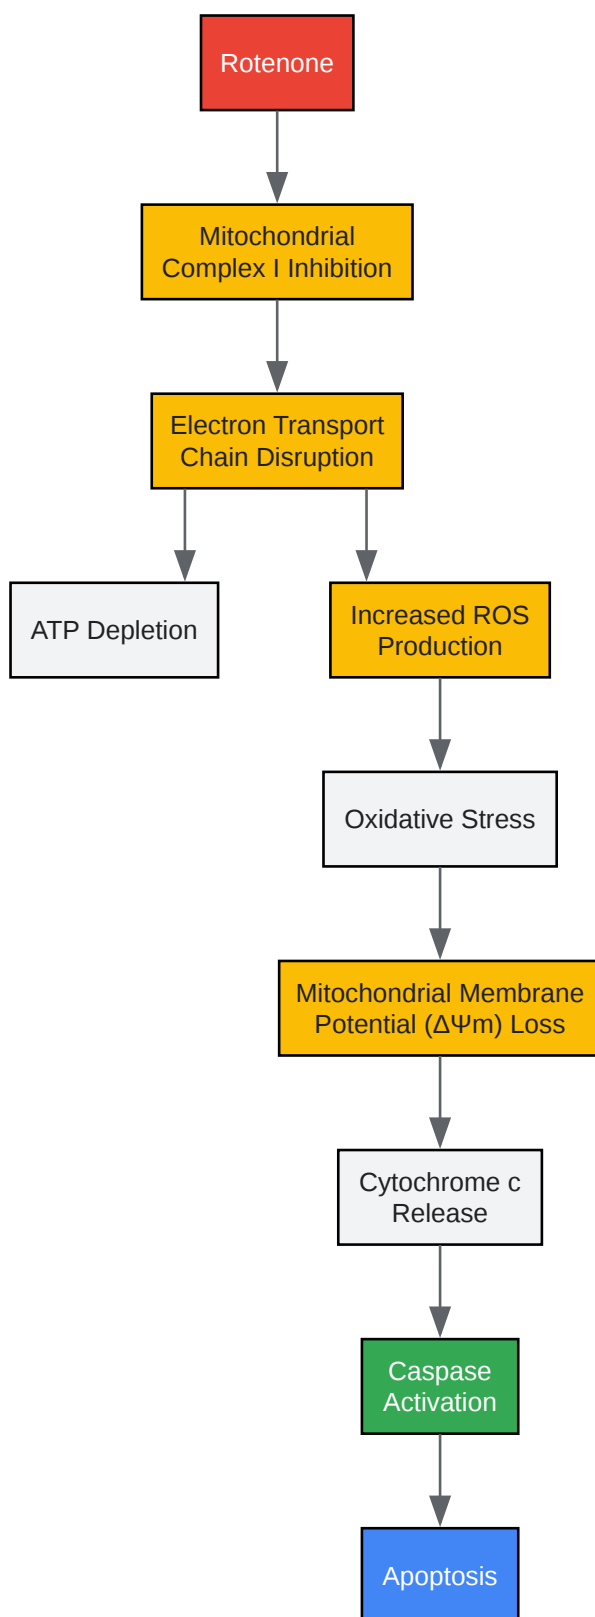 Rotenone
Mitochondrial
Complex I Inhibition
Electron Transport
Chain Disruption
ATP Depletion
Increased ROS
Production
Oxidative Stress
Mitochondrial Membrane
Potential (ΔΨm) Loss
Cytochrome c
Release
Caspase
Activation
Apoptosis